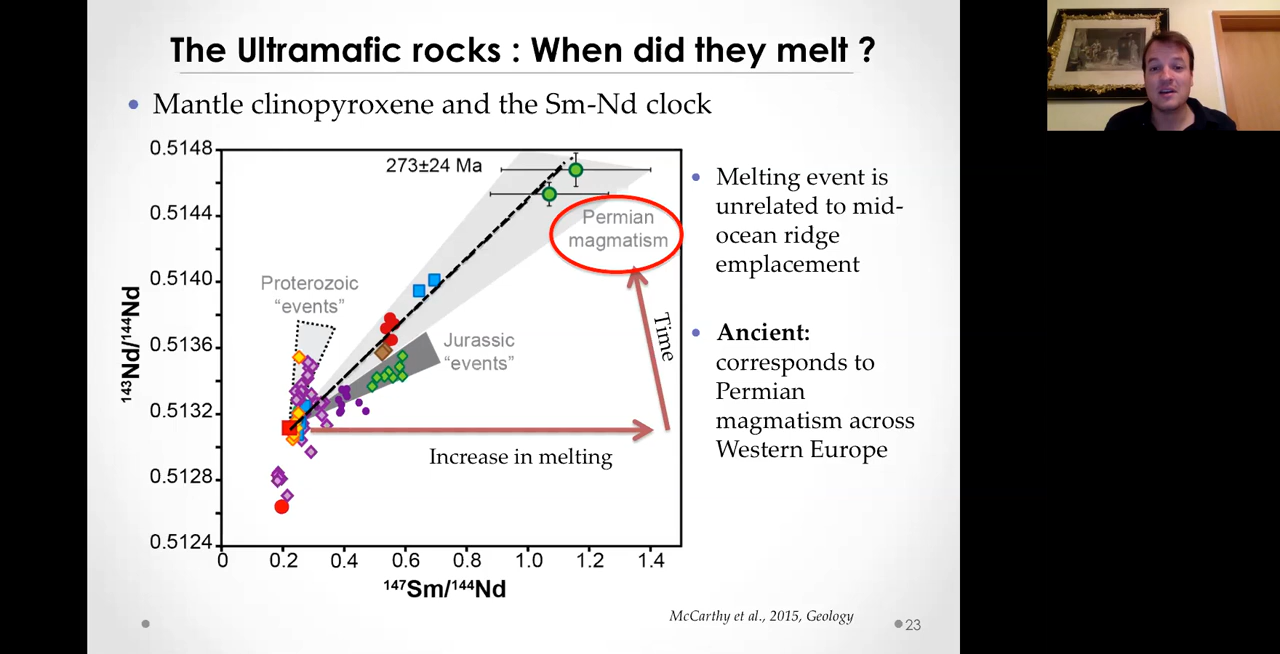 The Ultramafic rocks : When did they melt ?
• Mantle clinopyroxene and the Sm-Nd clock
0.5148
0.5144
0.5140
0.5136
0.5132
0.5128
0.5124
143Nd/144Nd
273±24 Ma
Permian
magmatism
Proterozoic
“events”
Jurassic
“events”
Time
Increase in melting
0
0.2
0.4
0.6
0.8
1.0
1.2
1.4
147Sm/144Nd
• Melting event is
unrelated to mid-
ocean ridge
emplacement
• Ancient:
corresponds to
Permian
magmatism across
Western Europe
McCarthy et al., 2015, Geology
23